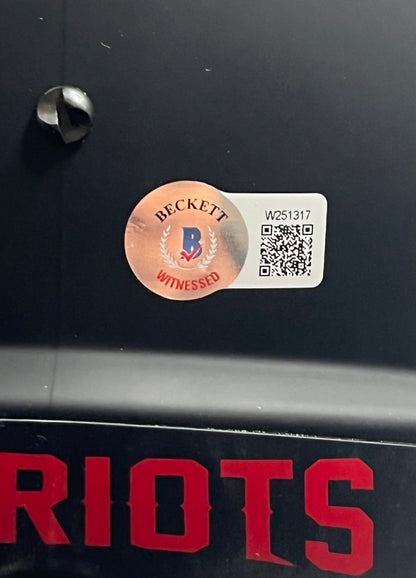 BECKETT
B
WITNESSED
W251317
RIOTS